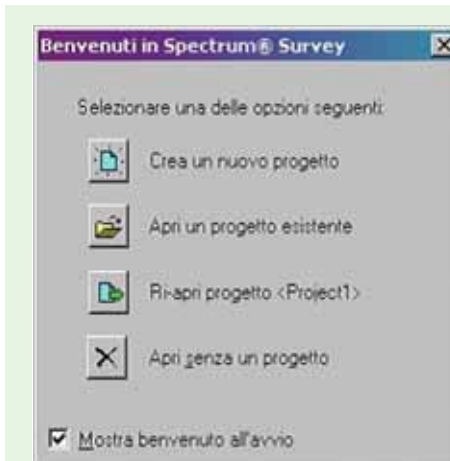 Benvenuti in Spectrum® Survey
Selezionare una delle opzioni seguenti:
Crea un nuovo progetto
Apri un progetto esistente
Ri-apri progetto <Project1>
Apri senza un progetto
Mostra benvenuto all'avvio